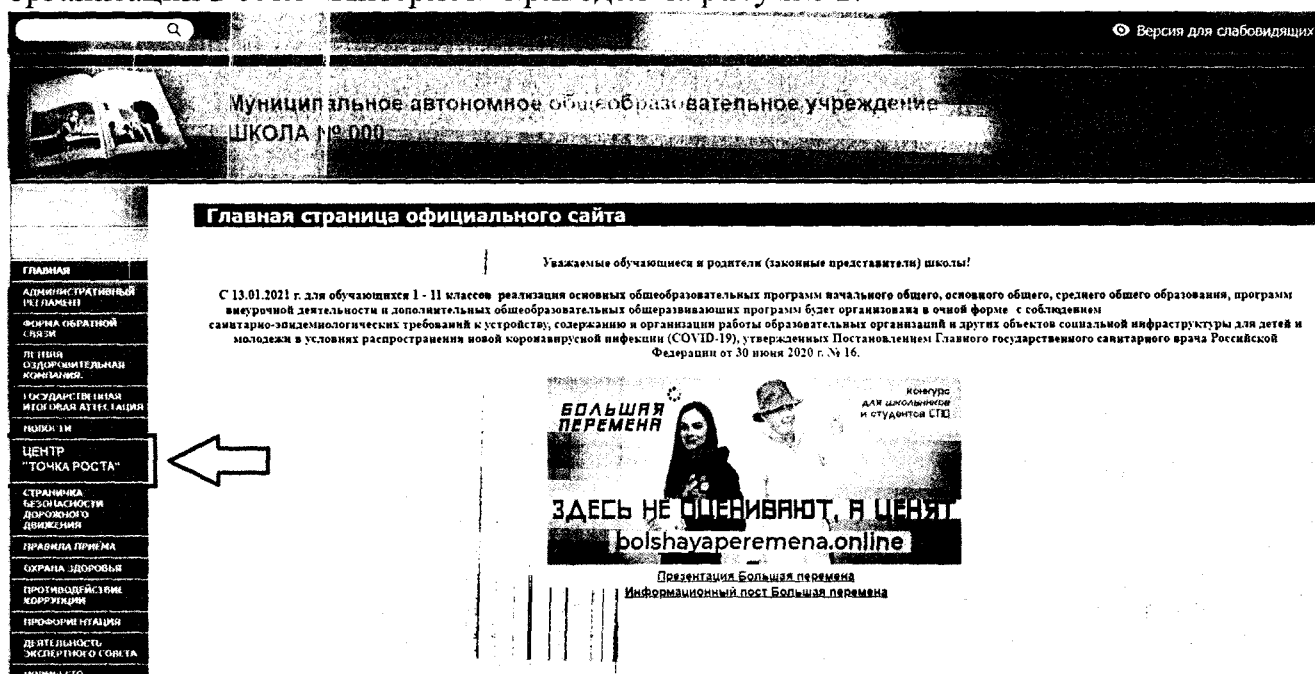 Версия для слабовидящих
Муниципальное автономное общеобразовательное учреждение
ШКОЛА № 000
Главная страница официального сайта
Уважаемые обучающиеся и родители (законные представители) школы!
С 13.01.2021 г. для обучающихся 1 - 11 классов реализация основных общеобразовательных программ начального общего, основного общего, среднего общего образования, программ
внеурочной деятельности и дополнительных общеобразовательных общеразвивающих программ будет организована в очной форме с соблюдением
санитарно-эпидемиологических требований к устройству, содержанию и организации работы образовательных организаций и других объектов социальной инфраструктуры для детей и
молодежи в условиях распространения новой коронавирусной инфекции (COVID-19), утвержденных Постановлением Главного государственного санитарного врача Российской
Федерации от 30 июня 2020 г. № 16.
ГЛАВНАЯ
АДМИНИСТРАТИВНЫЙ
РЕГЛАМЕНТ
ФОРМА ОБРАТНОЙ
СВЯЗИ
ЛЕТНЯЯ
ОЗДОРОВИТЕЛЬНАЯ
КОМПАНИЯ.
ГОСУДАРСТВЕННАЯ
ИТОГОВАЯ АТТЕСТАЦИЯ
НОВОСТИ
ЦЕНТР
"ТОЧКА РОСТА"
СТРАНИЧКА
БЕЗОПАСНОСТИ
ДОРОЖНОГО
ДВИЖЕНИЯ
ПРАВИЛА ПРИЁМА
ОХРАНА ЗДОРОВЬЯ
ПРОТИВОДЕЙСТВИЕ
КОРРУПЦИИ
ПРОФОРИЕНТАЦИЯ
ДЕЯТЕЛЬНОСТЬ
ЭКСПЕРТНОГО СОВЕТА
БОЛЬШАЯ
ПЕРЕМЕНА
конкурс
для школьников
и студентов СПО
ЗДЕСЬ НЕ ОЦЕНИВАЮТ, А ЦЕНЯТ
bolshayaperemena.online
Презентация Большая перемена
Информационный пост Большая перемена